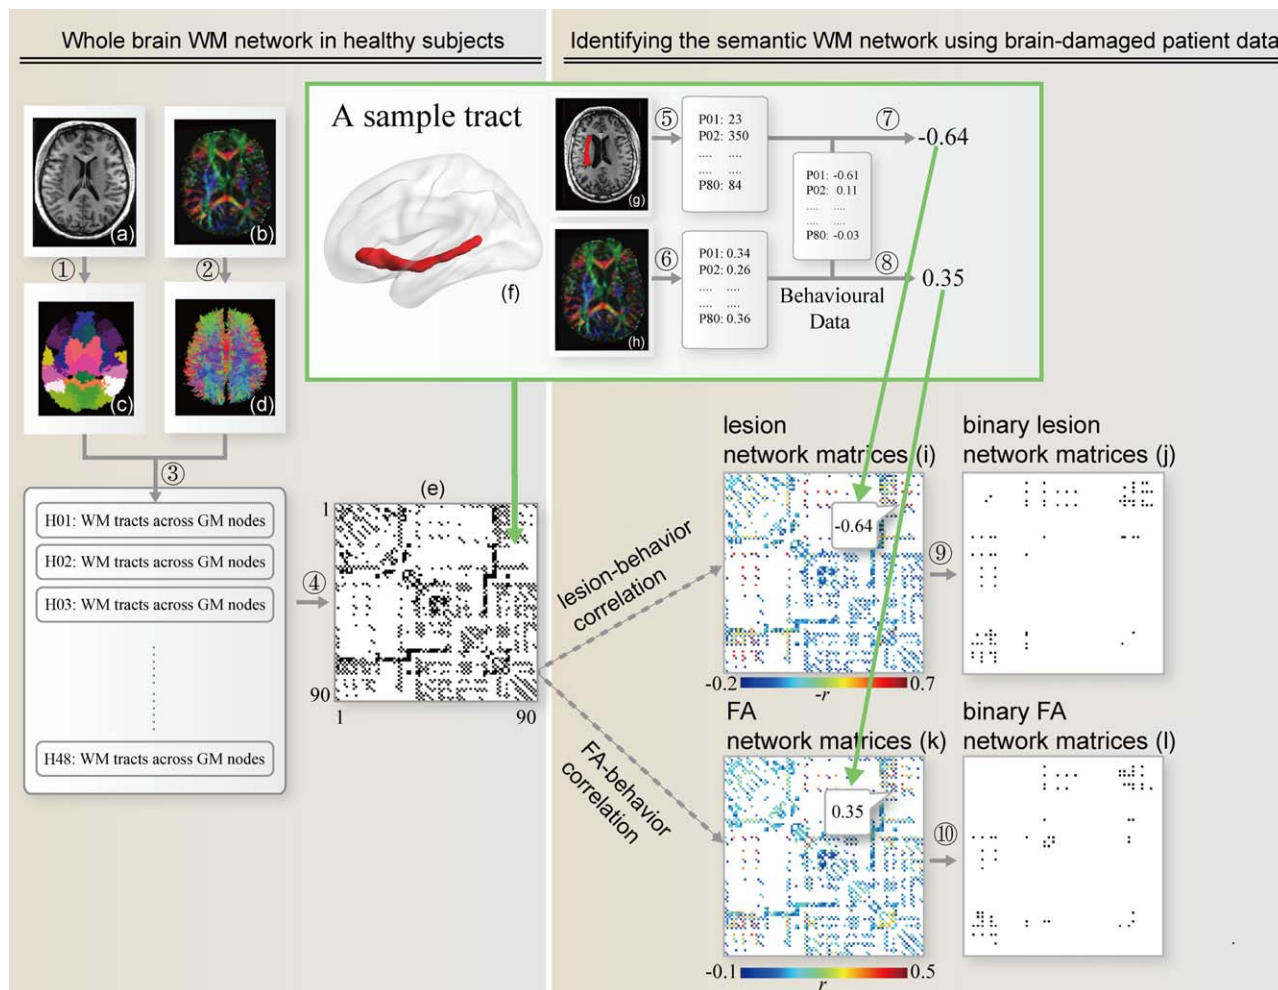 Whole brain WM network in healthy subjects
Identifying the semantic WM network using brain-damaged patient data
(a)
(b)
①
②
(c)
(d)
③
H01: WM tracts across GM nodes
H02: WM tracts across GM nodes
H03: WM tracts across GM nodes
H48: WM tracts across GM nodes
④
(e)
1
90
1
90
A sample tract
(f)
(g)
⑤
P01: 23
P02: 350
.... ....
.... ....
P80: 84
⑦
-0.64
P01: -0.61
P02: 0.11
.... ....
.... ....
P80: -0.03
(h)
⑥
P01: 0.34
P02: 0.26
.... ....
.... ....
P80: 0.36
⑧
0.35
Behavioural
Data
lesion-behavior
correlation
FA-behavior
correlation
lesion
network matrices (i)
-0.64
-0.2
-r
0.7
⑨
binary lesion
network matrices (j)
FA
network matrices (k)
0.35
-0.1
r
0.5
⑩
binary FA
network matrices (l)